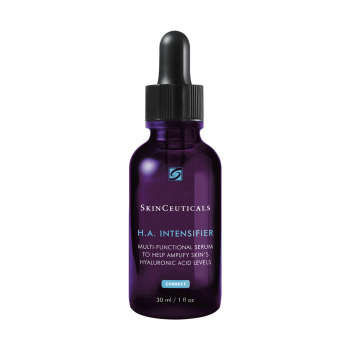 SKINCEUTICALS
H.A. INTENSIFIER
MULTI-FUNCTIONAL SERUM
TO HELP AMPLIFY SKIN'S
HYALURONIC ACID LEVELS
CORRECT
30 ml / 1 fl oz